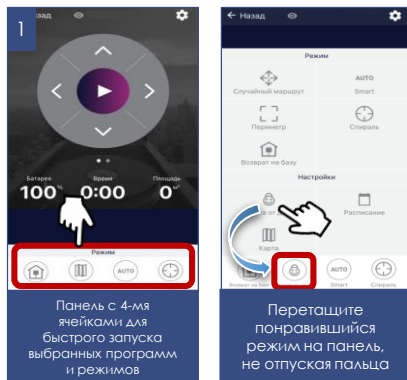 1
зад
Батарея
Время
Площадь
100%
0:00
0м²
Режим
AUTO
Панель с 4-мя
ячейками для
быстрого запуска
выбранных программ
и режимов
← Назад
Режим
AUTO
Случайный маршрут
Smart
Периметр
Спираль
Возврат на базу
Настройки
Расписание
Карта
AUTO
Smart
Спираль
Перетащите
понравившийся
режим на панель,
не отпуская пальца